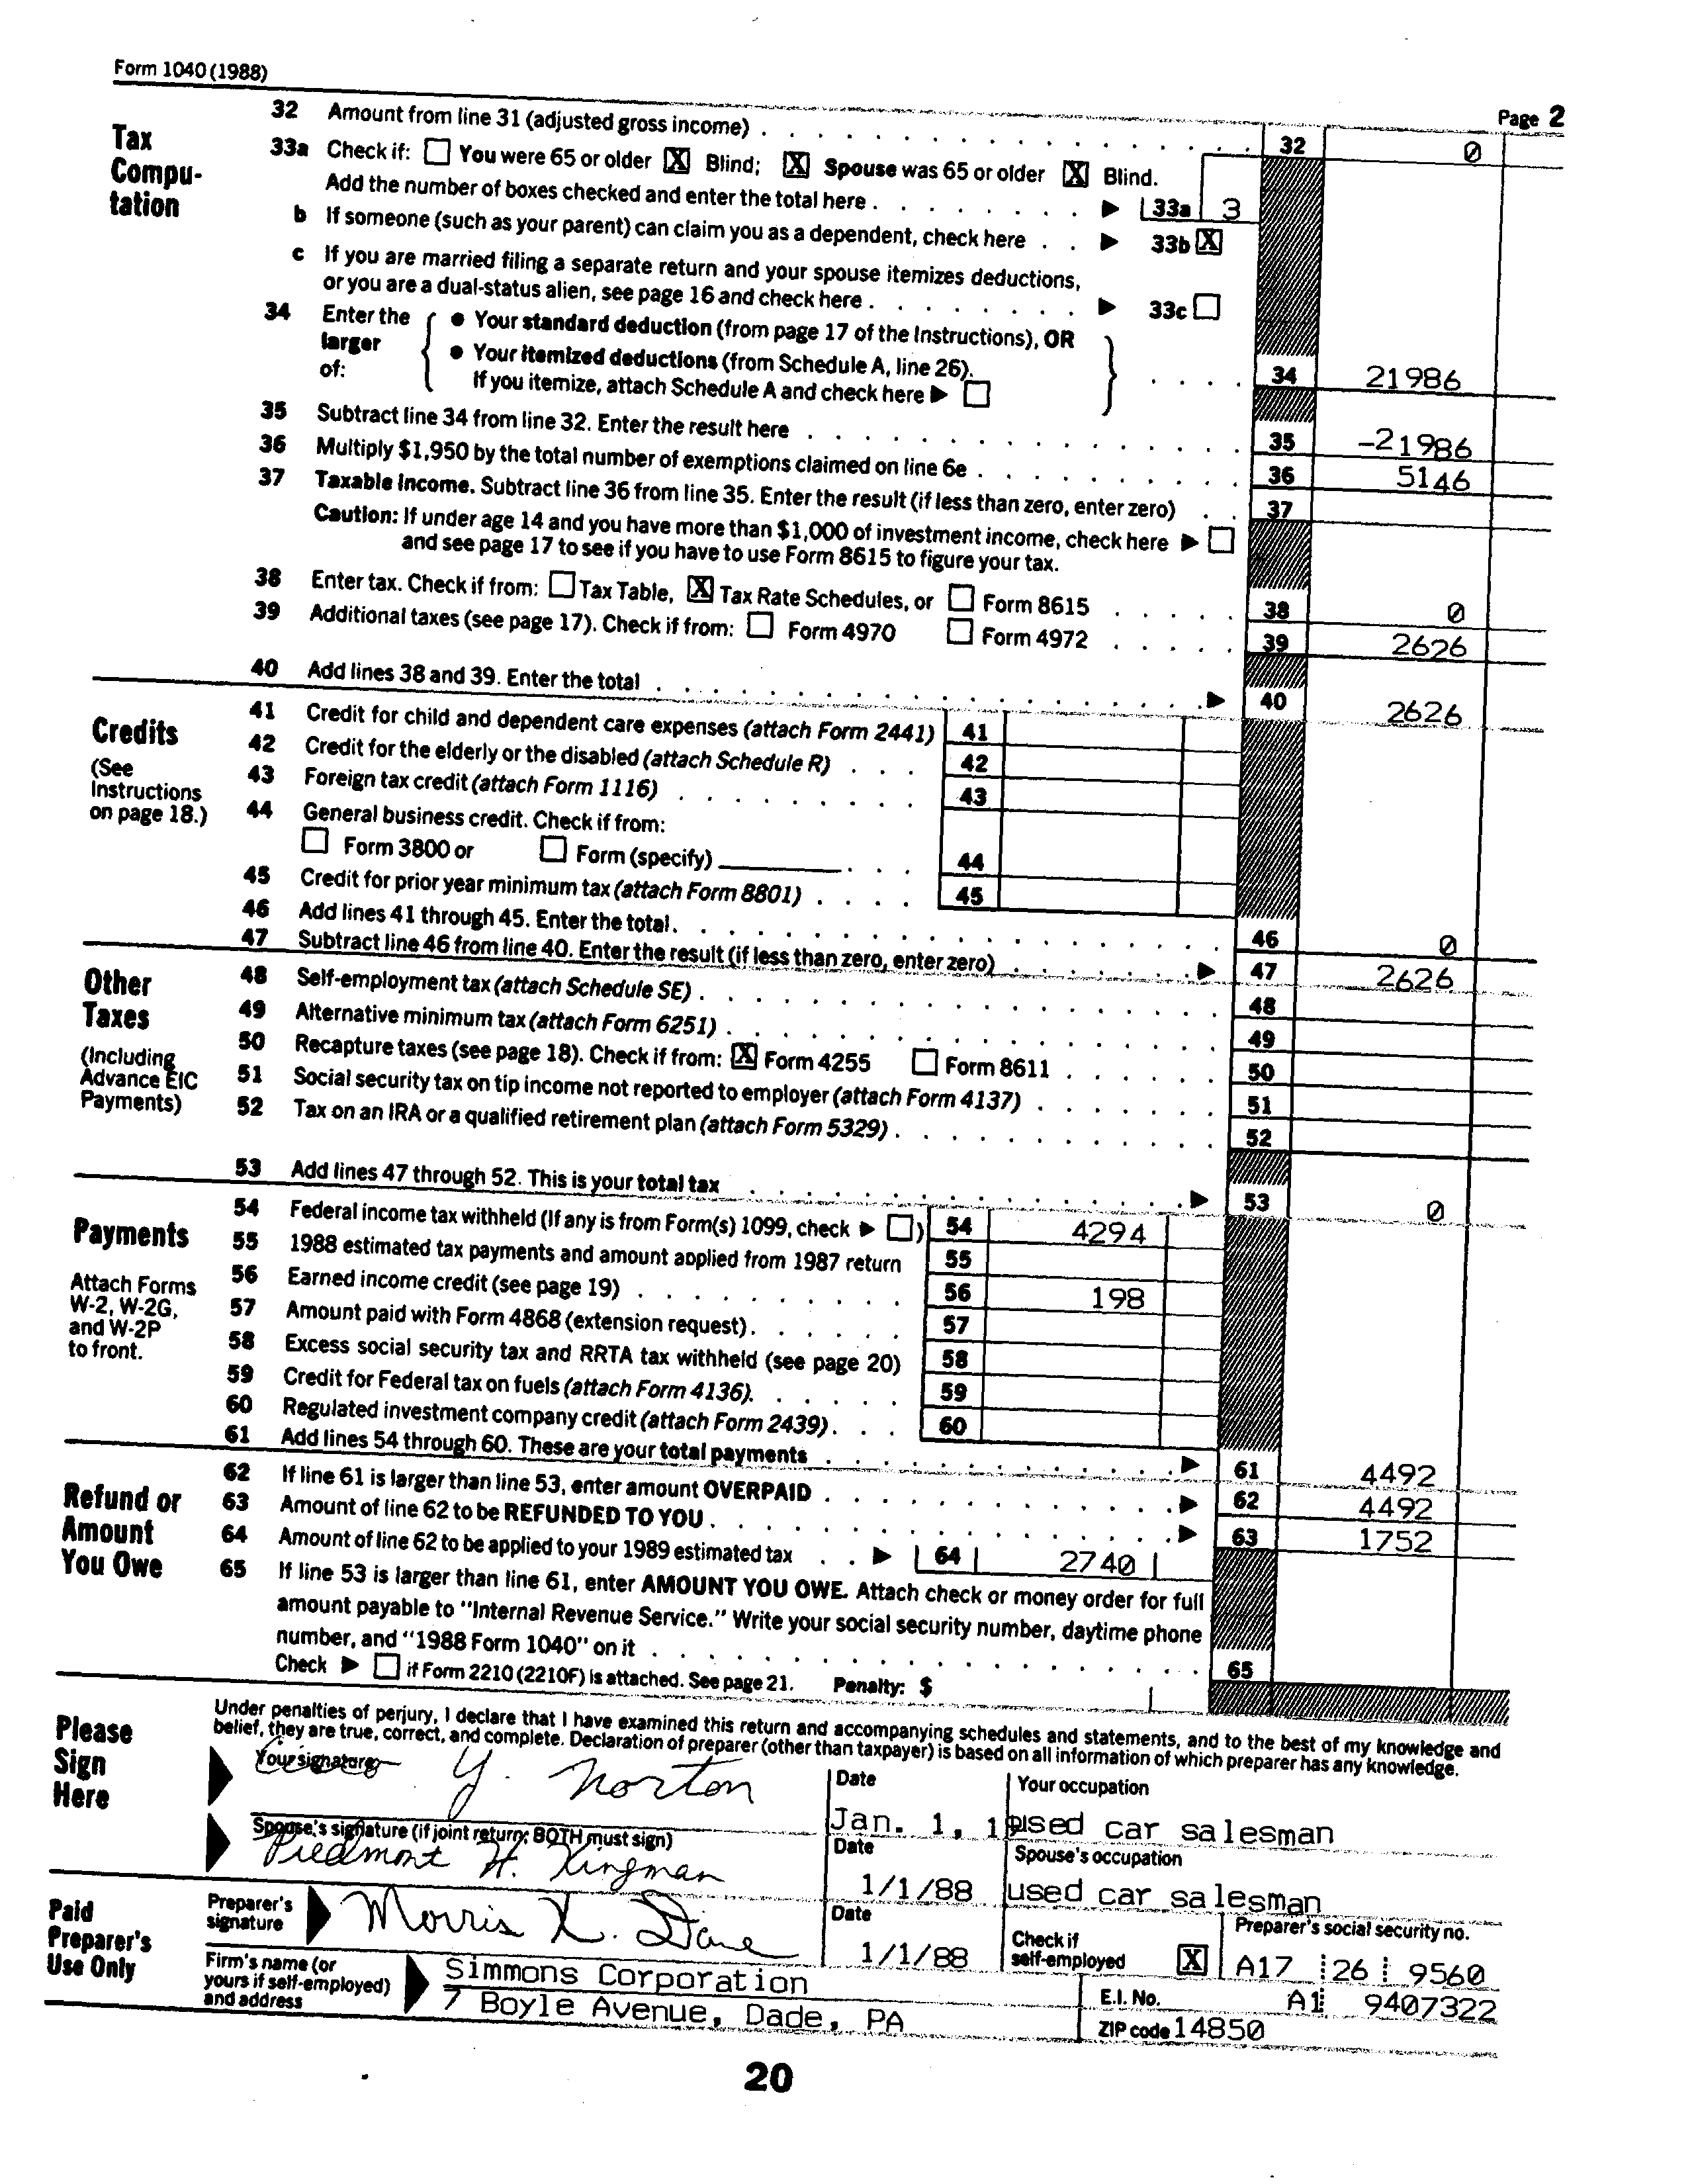 Form 1040 (1988)
Page 2
Tax Compu-tation
32 Amount from line 31 (adjusted gross income) . . . . 32 0
33a Check if: ☐ You were 65 or older ☒ Blind; ☒ Spouse was 65 or older ☒ Blind.
Add the number of boxes checked and enter the total here . . . . ▶ 33a 3
b If someone (such as your parent) can claim you as a dependent, check here . . ▶ 33b ☒
c If you are married filing a separate return and your spouse itemizes deductions,
or you are a dual-status alien, see page 16 and check here . . . . ▶ 33c ☐
34 Enter the larger of: { ● Your standard deduction (from page 17 of the Instructions), OR
● Your itemized deductions (from Schedule A, line 26).
If you itemize, attach Schedule A and check here ▶ ☐ } . . . . 34 21986
35 Subtract line 34 from line 32. Enter the result here . . . . 35 -21986
36 Multiply $1,950 by the total number of exemptions claimed on line 6e . . . . 36 5146
37 Taxable income. Subtract line 36 from line 35. Enter the result (if less than zero, enter zero) . . 37
Caution: If under age 14 and you have more than $1,000 of investment income, check here ▶ ☐
and see page 17 to see if you have to use Form 8615 to figure your tax.
38 Enter tax. Check if from: ☐ Tax Table, ☒ Tax Rate Schedules, or ☐ Form 8615 . . . . 38 0
39 Additional taxes (see page 17). Check if from: ☐ Form 4970 ☐ Form 4972 . . . . 39 2626
40 Add lines 38 and 39. Enter the total . . . . ▶ 40 2626
Credits
(See Instructions on page 18.)
41 Credit for child and dependent care expenses (attach Form 2441) 41
42 Credit for the elderly or the disabled (attach Schedule R) . . . 42
43 Foreign tax credit (attach Form 1116) . . . . 43
44 General business credit. Check if from:
☐ Form 3800 or ☐ Form (specify) ________ . . . 44
45 Credit for prior year minimum tax (attach Form 8801) . . . . 45
46 Add lines 41 through 45. Enter the total . . . . 46 0
47 Subtract line 46 from line 40. Enter the result (if less than zero, enter zero) . . . . ▶ 47 2626
Other Taxes
(Including Advance EIC Payments)
48 Self-employment tax (attach Schedule SE) . . . . 48
49 Alternative minimum tax (attach Form 6251) . . . . 49
50 Recapture taxes (see page 18). Check if from: ☒ Form 4255 ☐ Form 8611 . . . . 50
51 Social security tax on tip income not reported to employer (attach Form 4137) . . . . 51
52 Tax on an IRA or a qualified retirement plan (attach Form 5329) . . . . 52
53 Add lines 47 through 52. This is your total tax . . . . ▶ 53 0
Payments
Attach Forms W-2, W-2G, and W-2P to front.
54 Federal income tax withheld (If any is from Form(s) 1099, check ▶ ☐) 54 4294
55 1988 estimated tax payments and amount applied from 1987 return 55
56 Earned income credit (see page 19) . . . . 56 198
57 Amount paid with Form 4868 (extension request) . . . . 57
58 Excess social security tax and RRTA tax withheld (see page 20) 58
59 Credit for Federal tax on fuels (attach Form 4136). . . . 59
60 Regulated investment company credit (attach Form 2439) . . . 60
61 Add lines 54 through 60. These are your total payments . . . . ▶ 61 4492
Refund or Amount You Owe
62 If line 61 is larger than line 53, enter amount OVERPAID . . . . ▶ 62 4492
63 Amount of line 62 to be REFUNDED TO YOU . . . . ▶ 63 1752
64 Amount of line 62 to be applied to your 1989 estimated tax . . ▶ 64 2740
65 If line 53 is larger than line 61, enter AMOUNT YOU OWE. Attach check or money order for full
amount payable to "Internal Revenue Service." Write your social security number, daytime phone
number, and "1988 Form 1040" on it . . . . 65
Check ▶ ☐ if Form 2210 (2210F) is attached. See page 21. Penalty: $
Please Sign Here
Under penalties of perjury, I declare that I have examined this return and accompanying schedules and statements, and to the best of my knowledge and
belief, they are true, correct, and complete. Declaration of preparer (other than taxpayer) is based on all information of which preparer has any knowledge.
Your signature Y. Norton
Date Jan. 1, 1
Your occupation used car salesman
Spouse's signature (if joint return, BOTH must sign) Piedmont H. Kingman
Date 1/1/88
Spouse's occupation used car salesman
Paid Preparer's Use Only
Preparer's signature Morris X. Dane
Date 1/1/88
Check if self-employed ☒
Preparer's social security no. A17 26 9560
Firm's name (or yours if self-employed) and address
Simmons Corporation
7 Boyle Avenue, Dade, PA
E.I. No. A1 9407322
ZIP code 14850
20